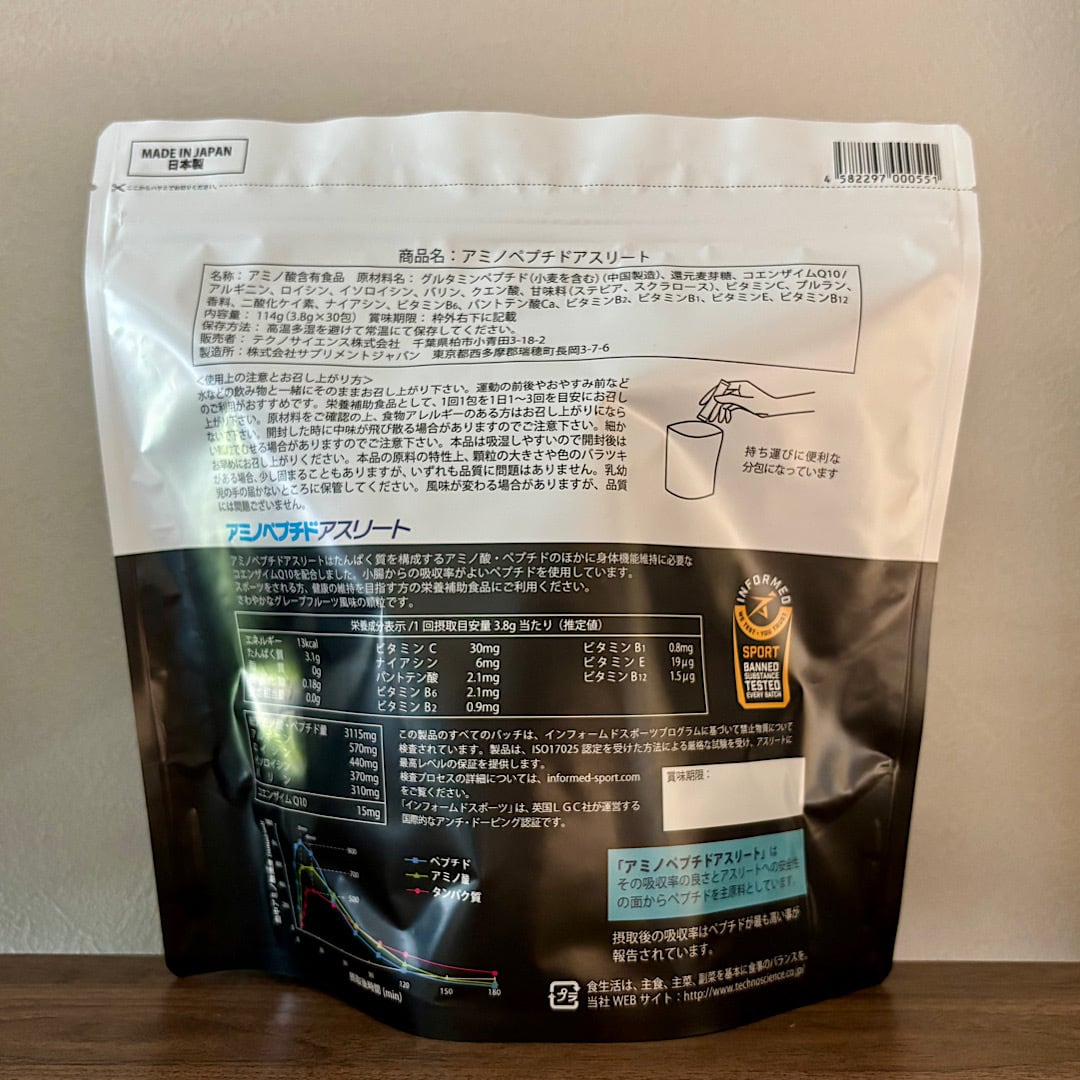 MADE IN JAPAN
日本製
4 582297 000551
商品名：アミノペプチドアスリート
名称：アミノ酸含有食品　原材料名：グルタミンペプチド(小麦を含む)(中国製造)、還元麦芽糖、コエンザイムQ10/
アルギニン、ロイシン、イソロイシン、バリン、クエン酸、甘味料(ステビア、スクラロース)、ビタミンC、プルラン、
香料、二酸化ケイ素、ナイアシン、ビタミンB6、パントテン酸Ca、ビタミンB2、ビタミンB1、ビタミンE、ビタミンB12
内容量：114g(3.8g×30包)　賞味期限：枠外右下に記載
保存方法：高温多湿を避けて常温にて保存してください。
販売者：テクノサイエンス株式会社　千葉県柏市小青田3-18-2
製造所：株式会社サプリメントジャパン　東京都西多摩郡瑞穂町長岡3-7-6
＜使用上の注意とお召し上がり方＞
水などの飲み物と一緒にそのままお召し上がり下さい。運動の前後やおやすみ前など
のご利用がおすすめです。栄養補助食品として、1回1包を1日1〜3回を目安にお召し
上がり下さい。原材料をご確認の上、食物アレルギーのある方はお召し上がりになら
ないで下さい。開封した時に中味が飛び散る場合がありますのでご注意下さい。細か
場合がありますのでご注意下さい。本品は吸湿しやすいので開封後は
お早めにお召し上がりください。本品の原料の特性上、顆粒の大きさや色のバラツキ
がある場合、少し固まることもありますが、いずれも品質に問題はありません。乳幼
児の手の届かないところに保管してください。風味が変わる場合がありますが、品質
には問題ございません。
持ち運びに便利な
分包になっています
アミノペプチドアスリート
アミノペプチドアスリートはたんぱく質を構成するアミノ酸・ペプチドのほかに身体機能維持に必要な
コエンザイムQ10を配合しました。小腸からの吸収率がよいペプチドを使用しています。
スポーツをされる方、健康の維持を目指す方の栄養補助食品にご利用ください。
さわやかなグレープフルーツ風味の顆粒です。
INFORMED
WE TEST • YOU TRUST
SPORT
BANNED
SUBSTANCE
TESTED
EVERY BATCH
栄養成分表示/1回摂取目安量 3.8g 当たり（推定値）
エネルギー 13kcal ビタミン C 30mg ビタミン B1 0.8mg
たんぱく質 3.1g ナイアシン 6mg ビタミン E 19μg
0g パントテン酸 2.1mg ビタミン B12 1.5μg
0.18g ビタミン B6 2.1mg
0.0g ビタミン B2 0.9mg
・ペプチド量 3115mg
570mg
イソロイシン 440mg
バリン 370mg
310mg
コエンザイムQ10 15mg
この製品のすべてのバッチは、インフォームドスポーツプログラムに基づいて禁止物質について
検査されています。製品は、ISO17025 認定を受けた方法による厳格な試験を受け、アスリートに
最高レベルの保証を提供します。
検査プロセスの詳細については、informed-sport.com
をご覧ください。
「インフォームドスポーツ」は、英国ＬＧＣ社が運営する
国際的なアンチ・ドーピング認証です。
賞味期限：
ペプチド
アミノ酸
タンパク質
900
700
500
120 150 180
摂取後時間 (min)
「アミノペプチドアスリート」は
その吸収率の良さとアスリートへの安全性
の面からペプチドを主原料としています。
摂取後の吸収率はペプチドが最も高い事が
報告されています。
プラ
食生活は、主食、主菜、副菜を基本に食事のバランスを。
当社 WEB サイト：http://www.technoscience.co.jp/